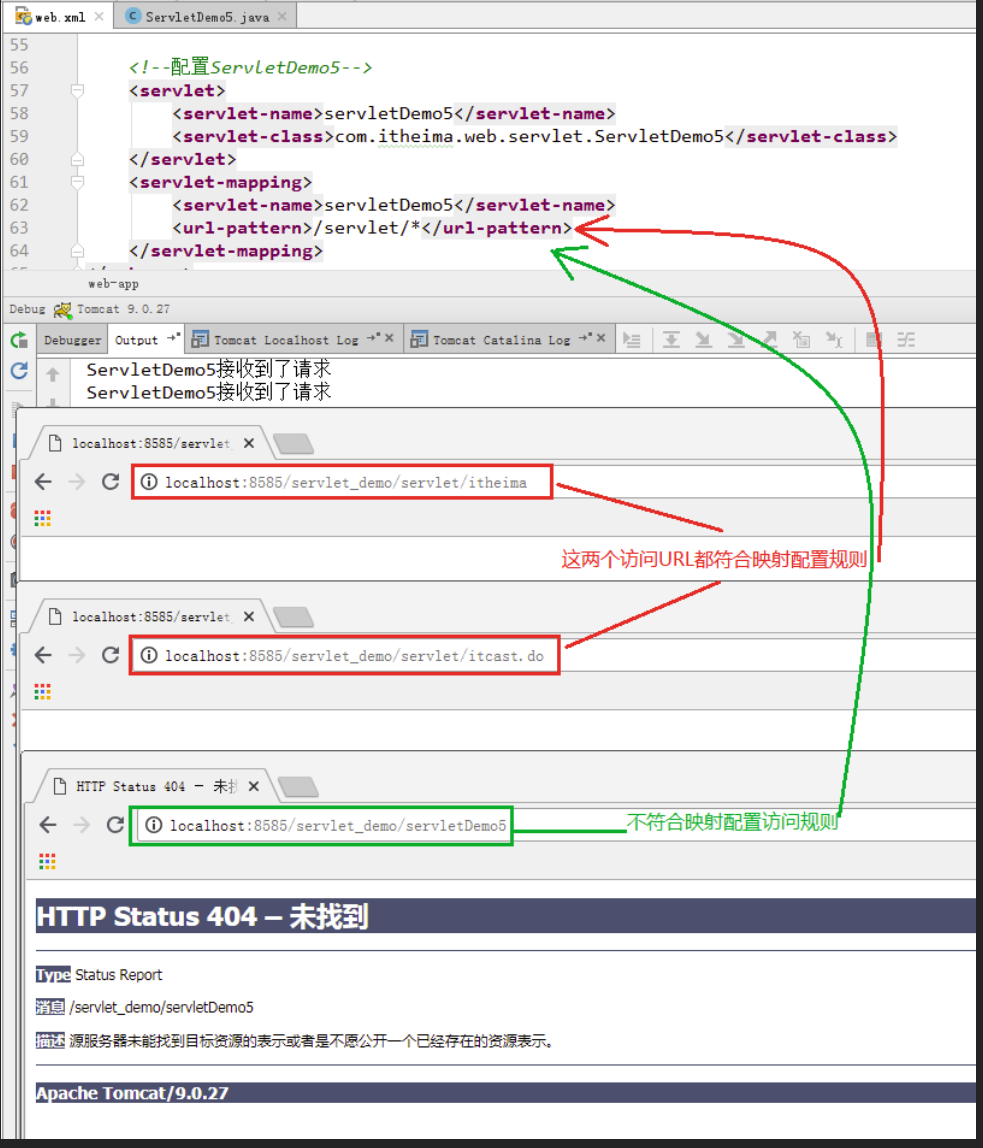 web.xml ServletDemo5.java
55
56 <!--配置ServletDemo5-->
57 <servlet>
58 <servlet-name>servletDemo5</servlet-name>
59 <servlet-class>com.itheima.web.servlet.ServletDemo5</servlet-class>
60 </servlet>
61 <servlet-mapping>
62 <servlet-name>servletDemo5</servlet-name>
63 <url-pattern>/servlet/*</url-pattern>
64 </servlet-mapping>
web-app
Debug Tomcat 9.0.27
Debugger Output Tomcat Localhost Log Tomcat Catalina Log
ServletDemo5接收到了请求
ServletDemo5接收到了请求
localhost:8585/servlet_
localhost:8585/servlet_demo/servlet/itheima
这两个访问URL都符合映射配置规则
localhost:8585/servlet_
localhost:8585/servlet_demo/servlet/itcast.do
HTTP Status 404 – 未
localhost:8585/servlet_demo/servletDemo5
不符合映射配置访问规则
HTTP Status 404 – 未找到
Type Status Report
消息 /servlet_demo/servletDemo5
描述 源服务器未能找到目标资源的表示或者是不愿公开一个已经存在的资源表示。
Apache Tomcat/9.0.27